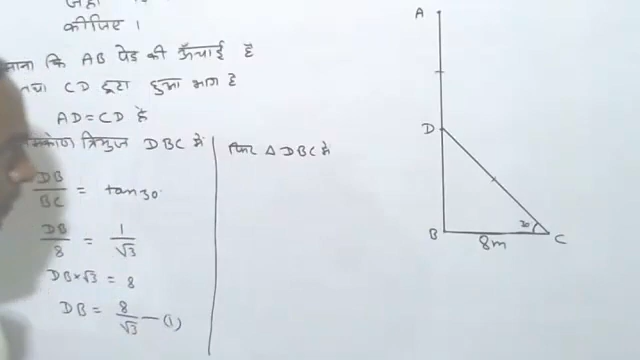 कीजिए।
माना कि AB पेड़ की ऊँचाई है
तथा CD टूटा हुआ भाग है
AD = CD है
समकोण त्रिभुज DBC में
DB/BC = tan30°
DB/8 = 1/√3
DB×√3 = 8
DB = 8/√3 —(1)
फिर △DBC में
A
D
B
C
30
8m